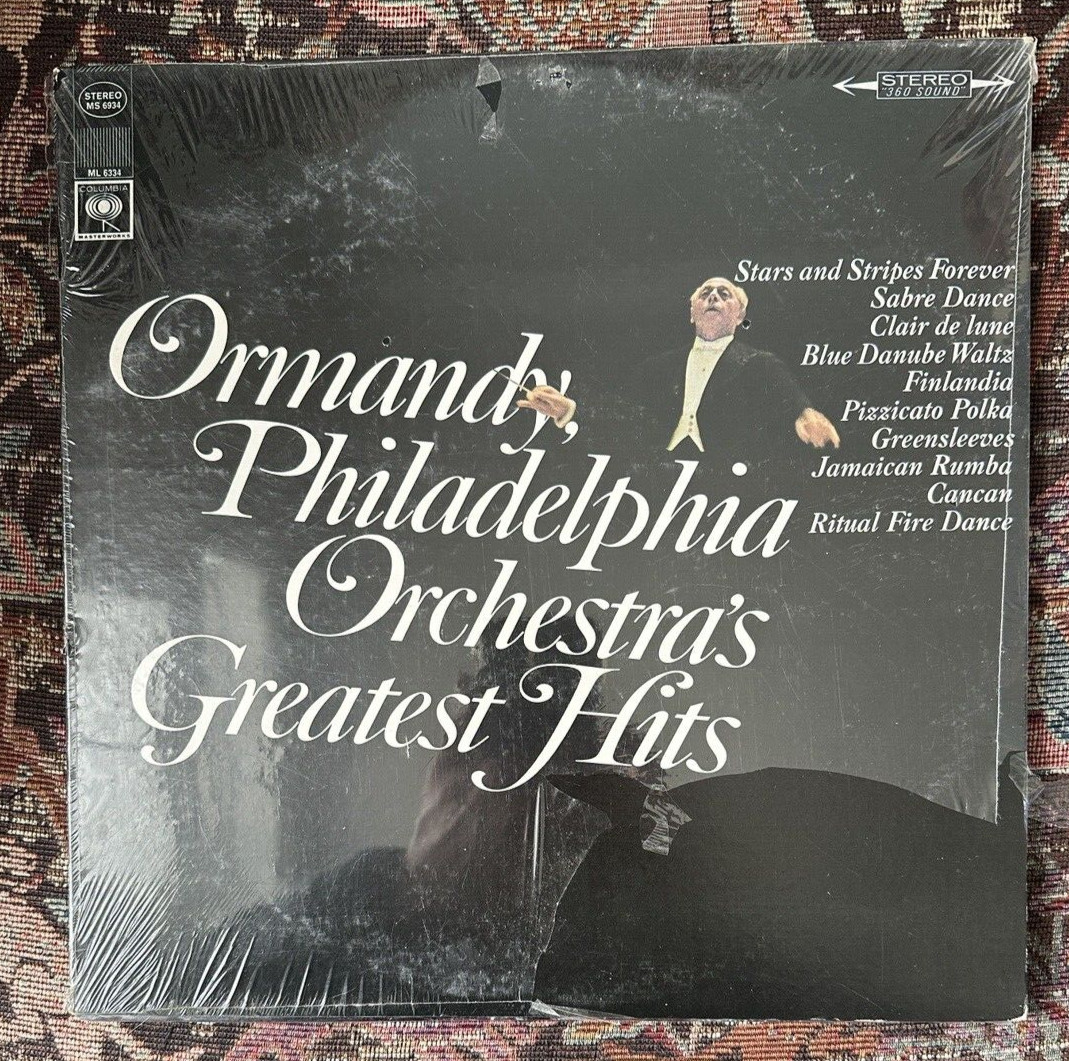 STEREO
MS 6934
ML 6334
COLUMBIA
MASTERWORKS
STEREO
"360 SOUND"
Stars and Stripes Forever
Sabre Dance
Clair de lune
Blue Danube Waltz
Finlandia
Pizzicato Polka
Greensleeves
Jamaican Rumba
Cancan
Ritual Fire Dance
Ormandy,
Philadelphia
Orchestra's
Greatest Hits